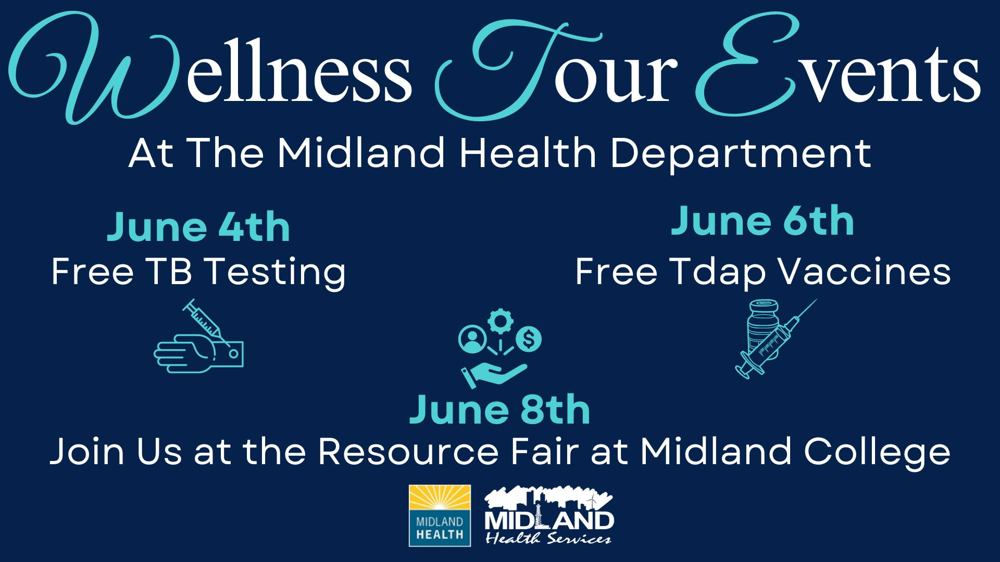 Wellness Tour Events
At The Midland Health Department
June 4th
Free TB Testing
June 6th
Free Tdap Vaccines
$
June 8th
Join Us at the Resource Fair at Midland College
MIDLAND
HEALTH
MIDLAND
Health Services